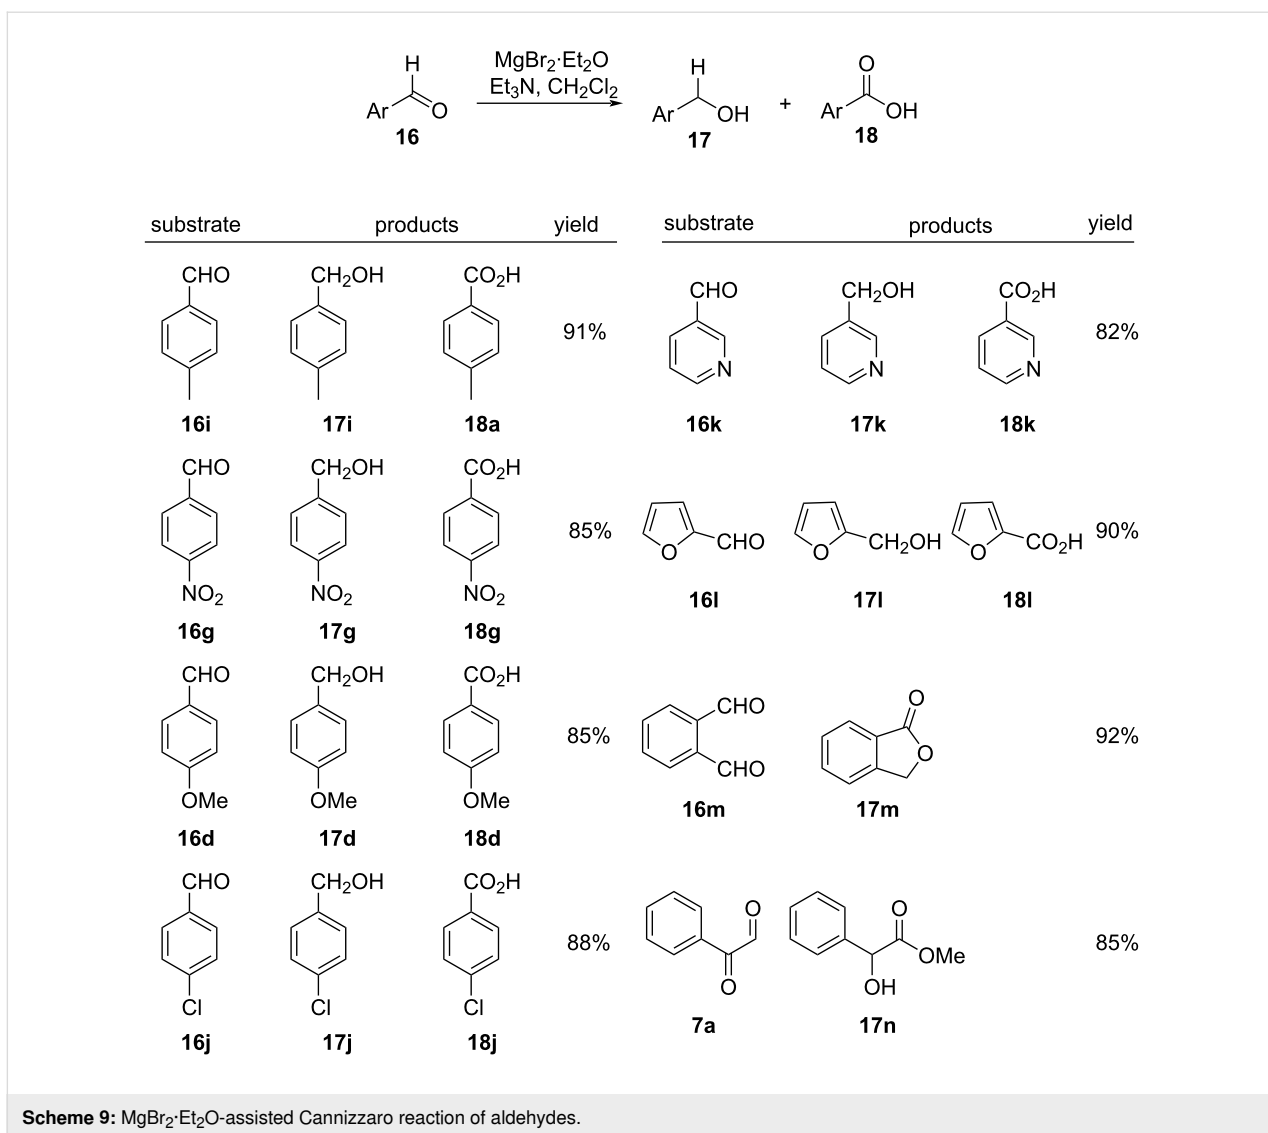 H
Ar
O
16
MgBr2·Et2O
Et3N, CH2Cl2
H
Ar
OH
17
+
O
Ar
OH
18
substrate products yield
CHO CH2OH CO2H
91%
16i 17i 18a
CHO CH2OH CO2H
85%
NO2 NO2 NO2
16g 17g 18g
CHO CH2OH CO2H
85%
OMe OMe OMe
16d 17d 18d
CHO CH2OH CO2H
88%
Cl Cl Cl
16j 17j 18j
substrate products yield
CHO CH2OH CO2H
82%
N N N
16k 17k 18k
O CHO O CH2OH O CO2H 90%
16l 17l 18l
CHO O
O 92%
CHO
16m 17m
O O
OMe 85%
O OH
7a 17n
Scheme 9: MgBr2·Et2O-assisted Cannizzaro reaction of aldehydes.